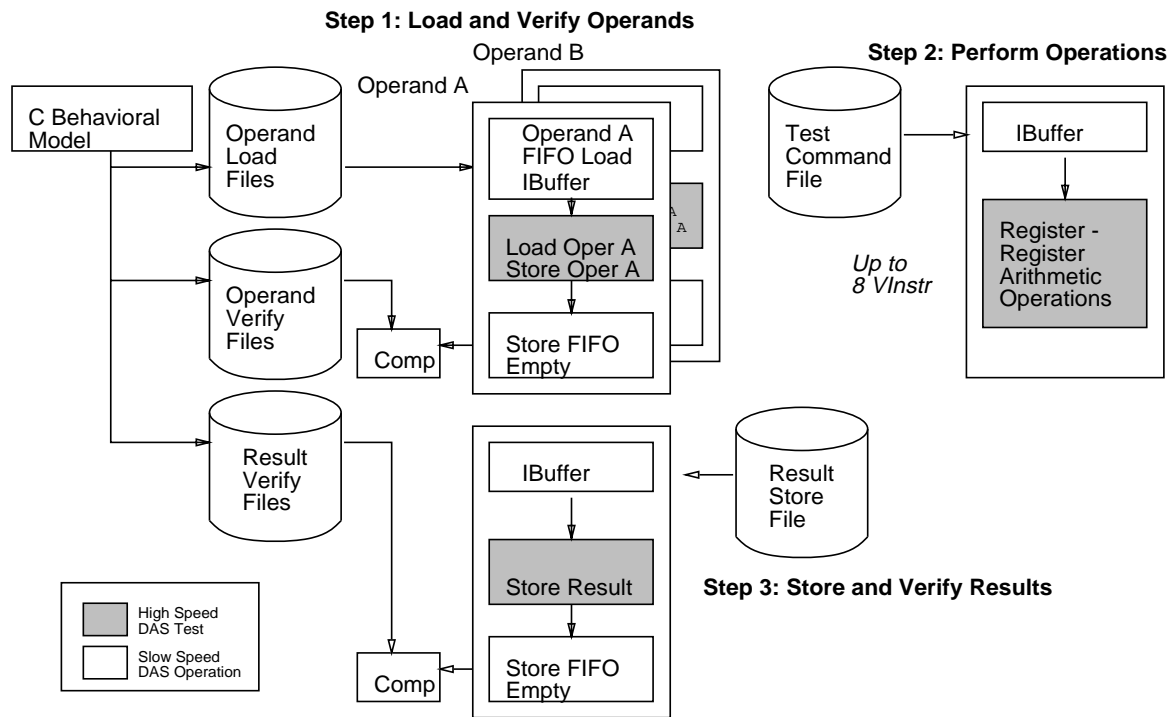 Step 1: Load and Verify Operands
Operand B
Operand A
Step 2: Perform Operations
C Behavioral
Model
Operand
Load
Files
Operand A
FIFO Load
IBuffer
Load Oper A
Store Oper A
A
A
Store FIFO
Empty
Operand
Verify
Files
Comp
Test
Command
File
IBuffer
Register -
Register
Arithmetic
Operations
Up to
8 VInstr
Result
Verify
Files
IBuffer
Store Result
Store FIFO
Empty
Comp
Result
Store
File
Step 3: Store and Verify Results
High Speed
DAS Test
Slow Speed
DAS Operation